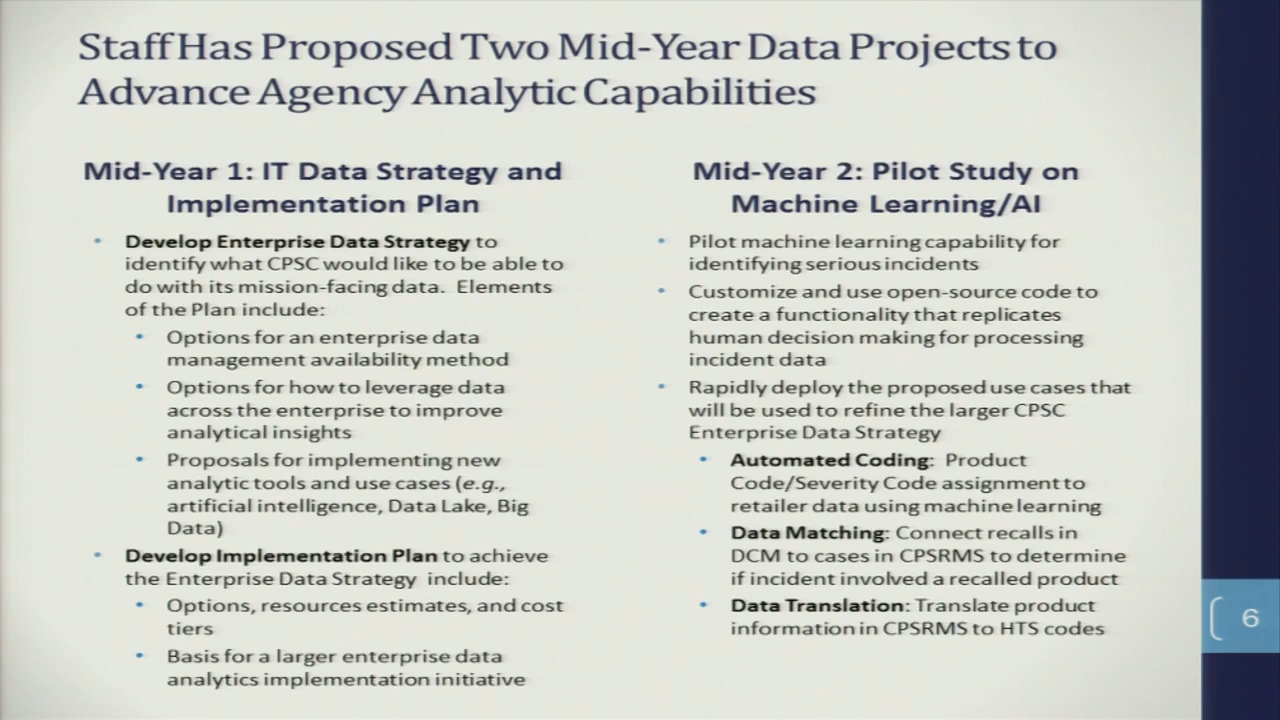 Staff Has Proposed Two Mid-Year Data Projects to
Advance Agency Analytic Capabilities
Mid-Year 1: IT Data Strategy and
Implementation Plan
• Develop Enterprise Data Strategy to
identify what CPSC would like to be able to
do with its mission-facing data. Elements
of the Plan include:
• Options for an enterprise data
management availability method
• Options for how to leverage data
across the enterprise to improve
analytical insights
• Proposals for implementing new
analytic tools and use cases (e.g.,
artificial intelligence, Data Lake, Big
Data)
• Develop Implementation Plan to achieve
the Enterprise Data Strategy include:
• Options, resources estimates, and cost
tiers
• Basis for a larger enterprise data
analytics implementation initiative
Mid-Year 2: Pilot Study on
Machine Learning/AI
• Pilot machine learning capability for
identifying serious incidents
• Customize and use open-source code to
create a functionality that replicates
human decision making for processing
incident data
• Rapidly deploy the proposed use cases that
will be used to refine the larger CPSC
Enterprise Data Strategy
• Automated Coding: Product
Code/Severity Code assignment to
retailer data using machine learning
• Data Matching: Connect recalls in
DCM to cases in CPSRMS to determine
if incident involved a recalled product
• Data Translation: Translate product
information in CPSRMS to HTS codes
6